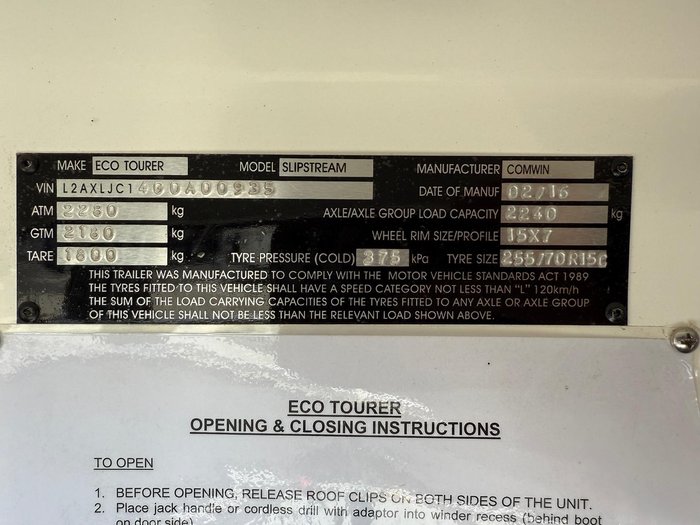 MAKE ECO TOURER MODEL SLIPSTREAM MANUFACTURER COMWIN
VIN L2AXLJC1400A00935 DATE OF MANUF 02/15
ATM 2260 kg AXLE/AXLE GROUP LOAD CAPACITY 2240 kg
GTM 2180 kg WHEEL RIM SIZE/PROFILE 15X7
TARE 1800 kg TYRE PRESSURE (COLD) 375 kPa TYRE SIZE 255/70R15C
THIS TRAILER WAS MANUFACTURED TO COMPLY WITH THE MOTOR VEHICLE STANDARDS ACT 1989
THE TYRES FITTED TO THIS VEHICLE SHALL HAVE A SPEED CATEGORY NOT LESS THAN "L" 120km/h
THE SUM OF THE LOAD CARRYING CAPACITIES OF THE TYRES FITTED TO ANY AXLE OR AXLE GROUP
OF THIS VEHICLE SHALL NOT BE LESS THAN THE RELEVANT LOAD SHOWN ABOVE.
ECO TOURER
OPENING & CLOSING INSTRUCTIONS
TO OPEN
1. BEFORE OPENING, RELEASE ROOF CLIPS ON BOTH SIDES OF THE UNIT.
2. Place jack handle or cordless drill with adaptor into winder recess (behind boot
on door side)